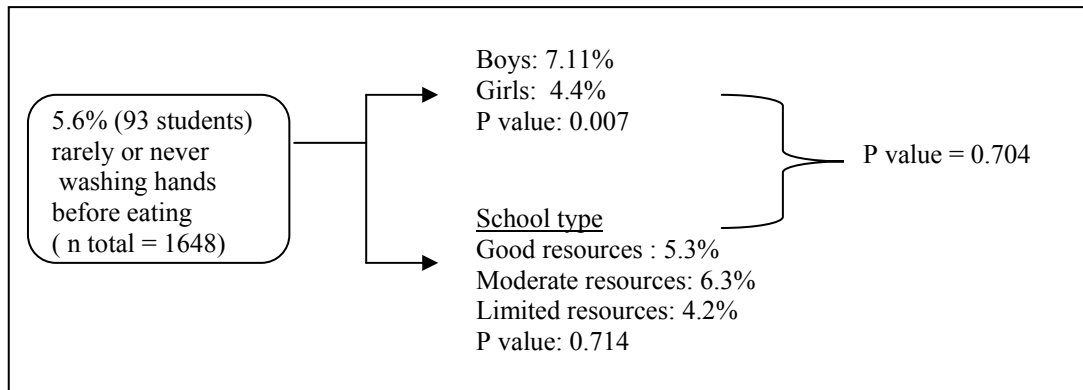 5.6% (93 students)
rarely or never
washing hands
before eating
( n total = 1648)
Boys: 7.11%
Girls: 4.4%
P value: 0.007
School type
Good resources : 5.3%
Moderate resources: 6.3%
Limited resources: 4.2%
P value: 0.714
P value = 0.704